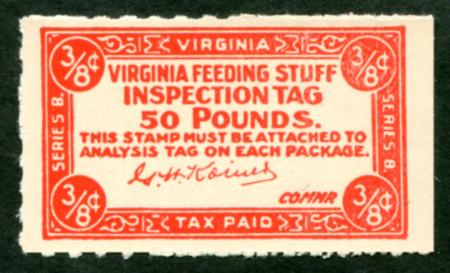 VIRGINIA
3/8¢ 3/8¢
VIRGINIA FEEDING STUFF
INSPECTION TAG
50 POUNDS.
THIS STAMP MUST BE ATTACHED TO
ANALYSIS TAG ON EACH PACKAGE.
SERIES B.
SERIES B.
G.W. Koiner
COMMR
3/8¢ 3/8¢
TAX PAID